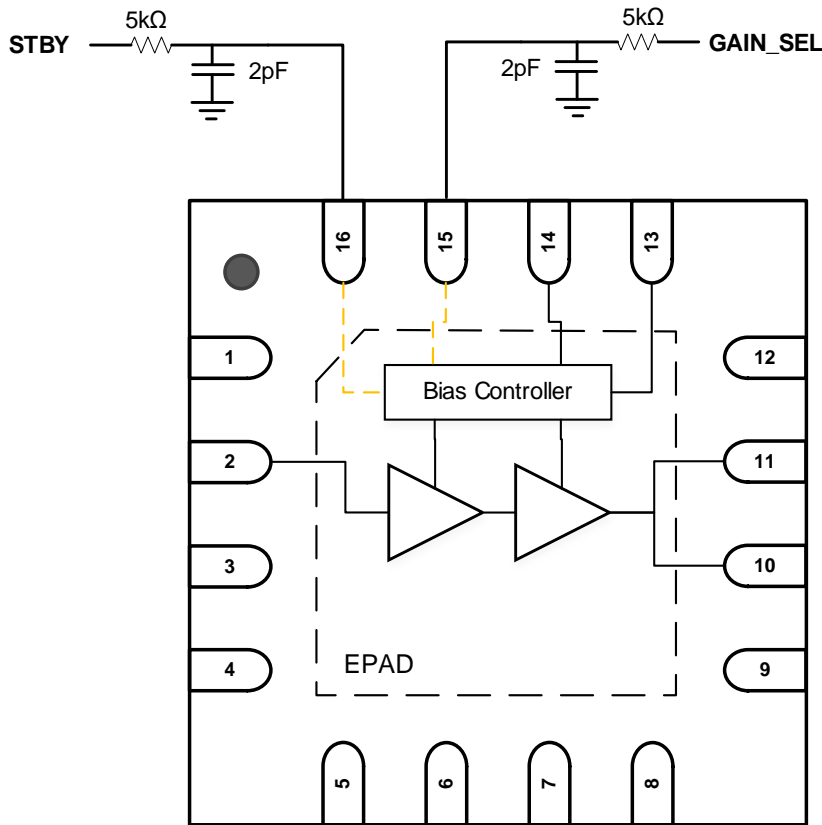 5kΩ
5kΩ
STBY
GAIN_SEL
2pF
2pF
16
15
14
13
1
12
Bias Controller
2
11
3
10
EPAD
4
9
5
6
7
8